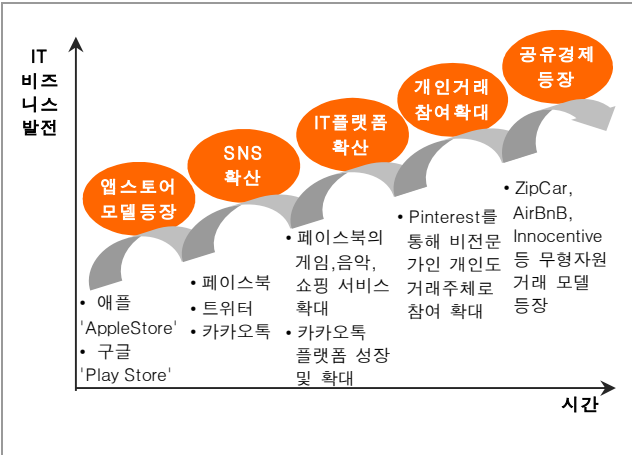 IT
비즈
니스
발전
앱스토어
모델등장
SNS
확산
IT플랫폼
확산
개인거래
참여확대
공유경제
등장
• 애플
'AppleStore'
• 구글
'Play Store'
• 페이스북
• 트위터
• 카카오톡
• 페이스북의
게임,음악,
쇼핑 서비스
확대
• 카카오톡
플랫폼 성장
및 확대
• Pinterest를
통해 비전문
가인 개인도
거래주체로
참여 확대
• ZipCar,
AirBnB,
Innocentive
등 무형자원
거래 모델
등장
시간